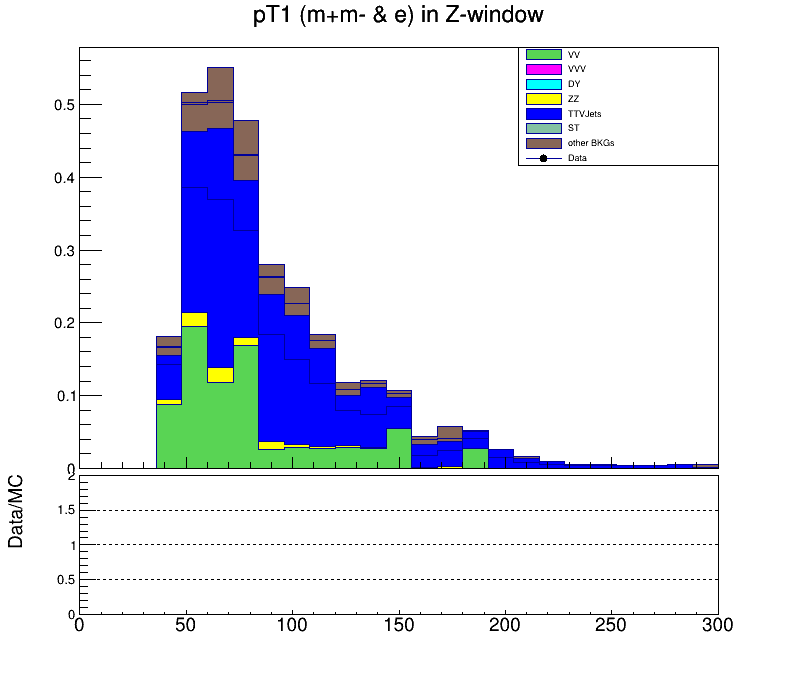 pT1 (m+m- & e) in Z-window
VV
VVV
DY
ZZ
TTVJets
ST
other BKGs
Data
0.5
0.4
0.3
0.2
0.1
0
Data/MC
2
1.5
1
0.5
0
0 50 100 150 200 250 300